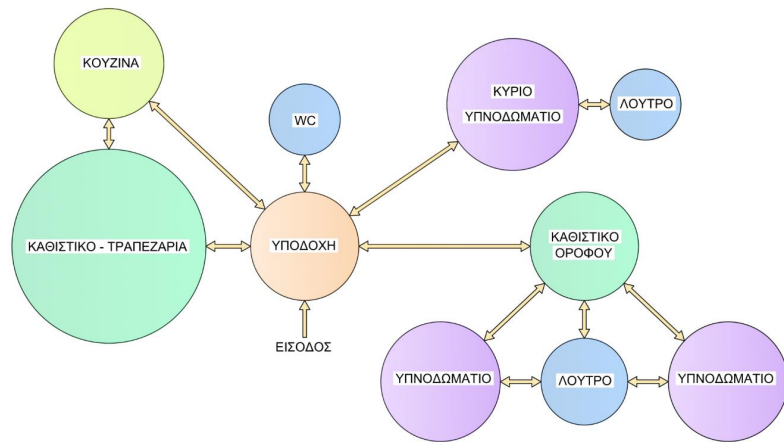 ΚΟΥΖΙΝΑ
WC
ΚΥΡΙΟ
ΥΠΝΟΔΩΜΑΤΙΟ
ΛΟΥΤΡΟ
ΚΑΘΙΣΤΙΚΟ - ΤΡΑΠΕΖΑΡΙΑ
ΥΠΟΔΟΧΗ
ΚΑΘΙΣΤΙΚΟ
ΟΡΟΦΟΥ
ΕΙΣΟΔΟΣ
ΥΠΝΟΔΩΜΑΤΙΟ
ΛΟΥΤΡΟ
ΥΠΝΟΔΩΜΑΤΙΟ